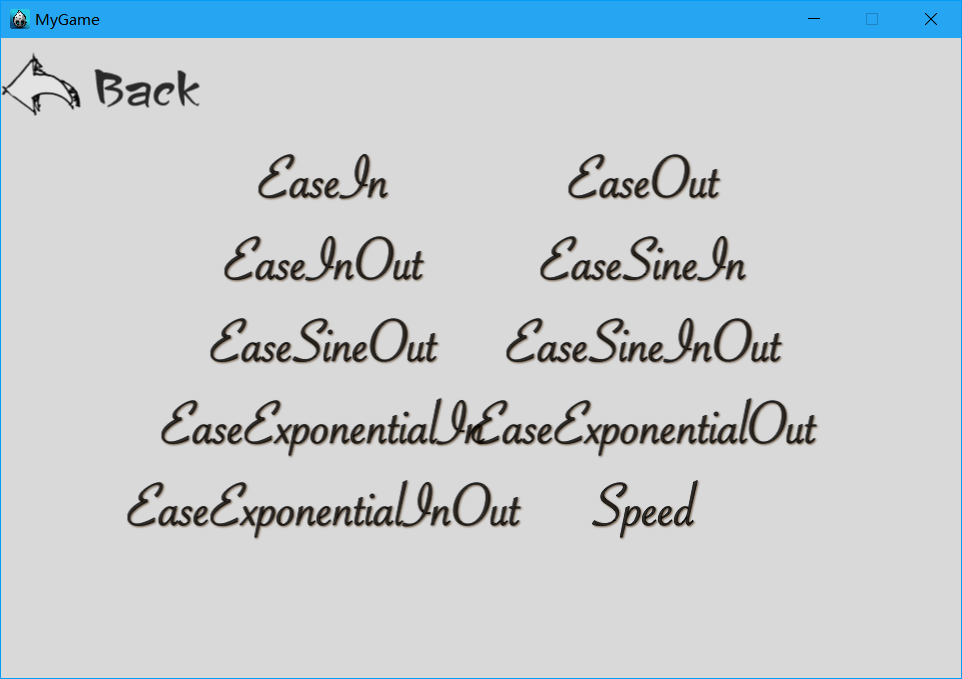 MyGame
Back
EaseIn EaseOut
EaseInOut EaseSineIn
EaseSineOut EaseSineInOut
EaseExponentialIn EaseExponentialOut
EaseExponentialInOut Speed